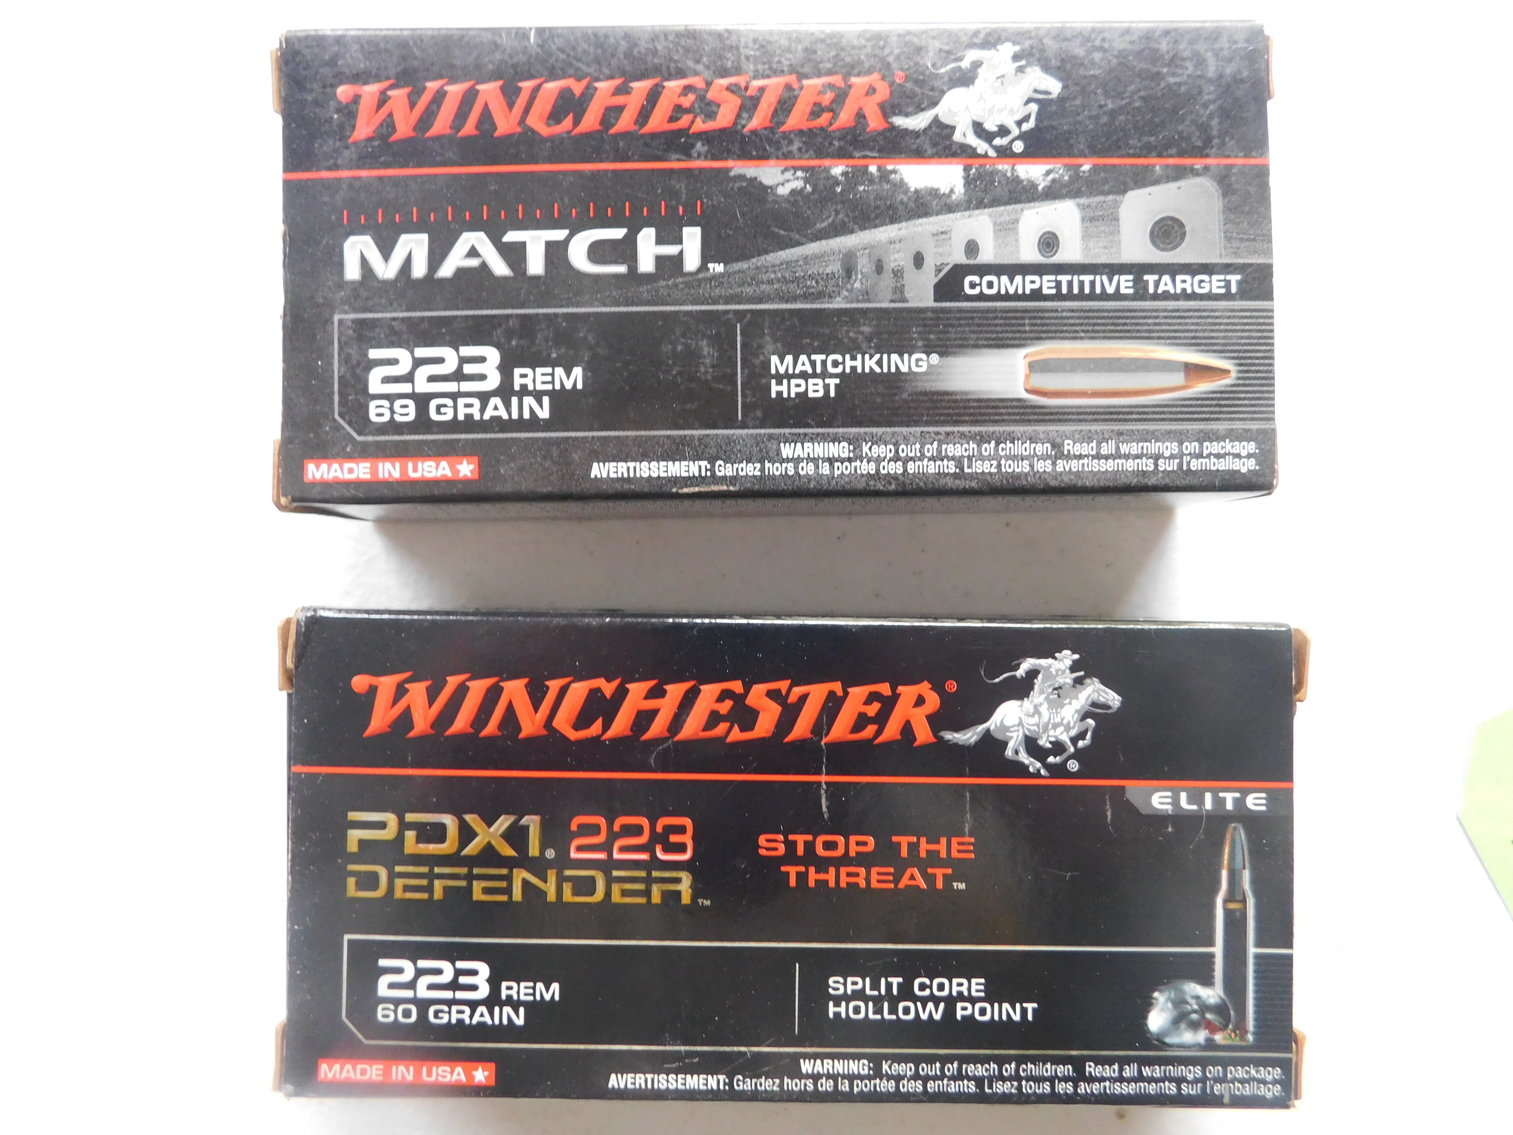 WINCHESTER®
®
MATCH™
COMPETITIVE TARGET
223 REM
69 GRAIN
MATCHKING®
HPBT
MADE IN USA
WARNING: Keep out of reach of children. Read all warnings on package.
AVERTISSEMENT: Gardez hors de la portée des enfants. Lisez tous les avertissements sur l'emballage.
WINCHESTER®
®
ELITE
PDX1® 223
DEFENDER™
STOP THE
THREAT™
223 REM
60 GRAIN
SPLIT CORE
HOLLOW POINT
MADE IN USA
WARNING: Keep out of reach of children. Read all warnings on package.
AVERTISSEMENT: Gardez hors de la portée des enfants. Lisez tous les avertissements sur l'emballage.